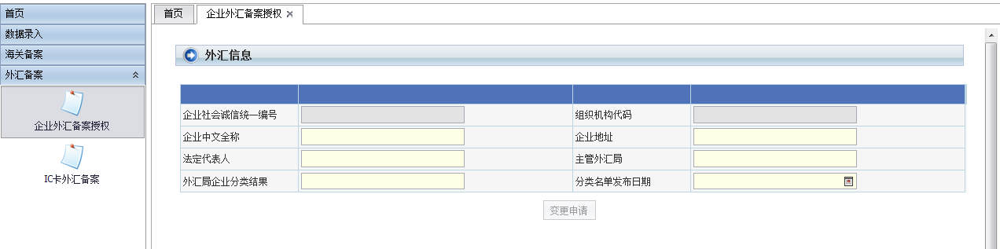 首页
数据录入
海关备案
外汇备案
企业外汇备案授权
IC卡外汇备案
首页 企业外汇备案授权
外汇信息
企业社会诚信统一编号 组织机构代码
企业中文全称 企业地址
法定代表人 主管外汇局
外汇局企业分类结果 分类名单发布日期
变更申请